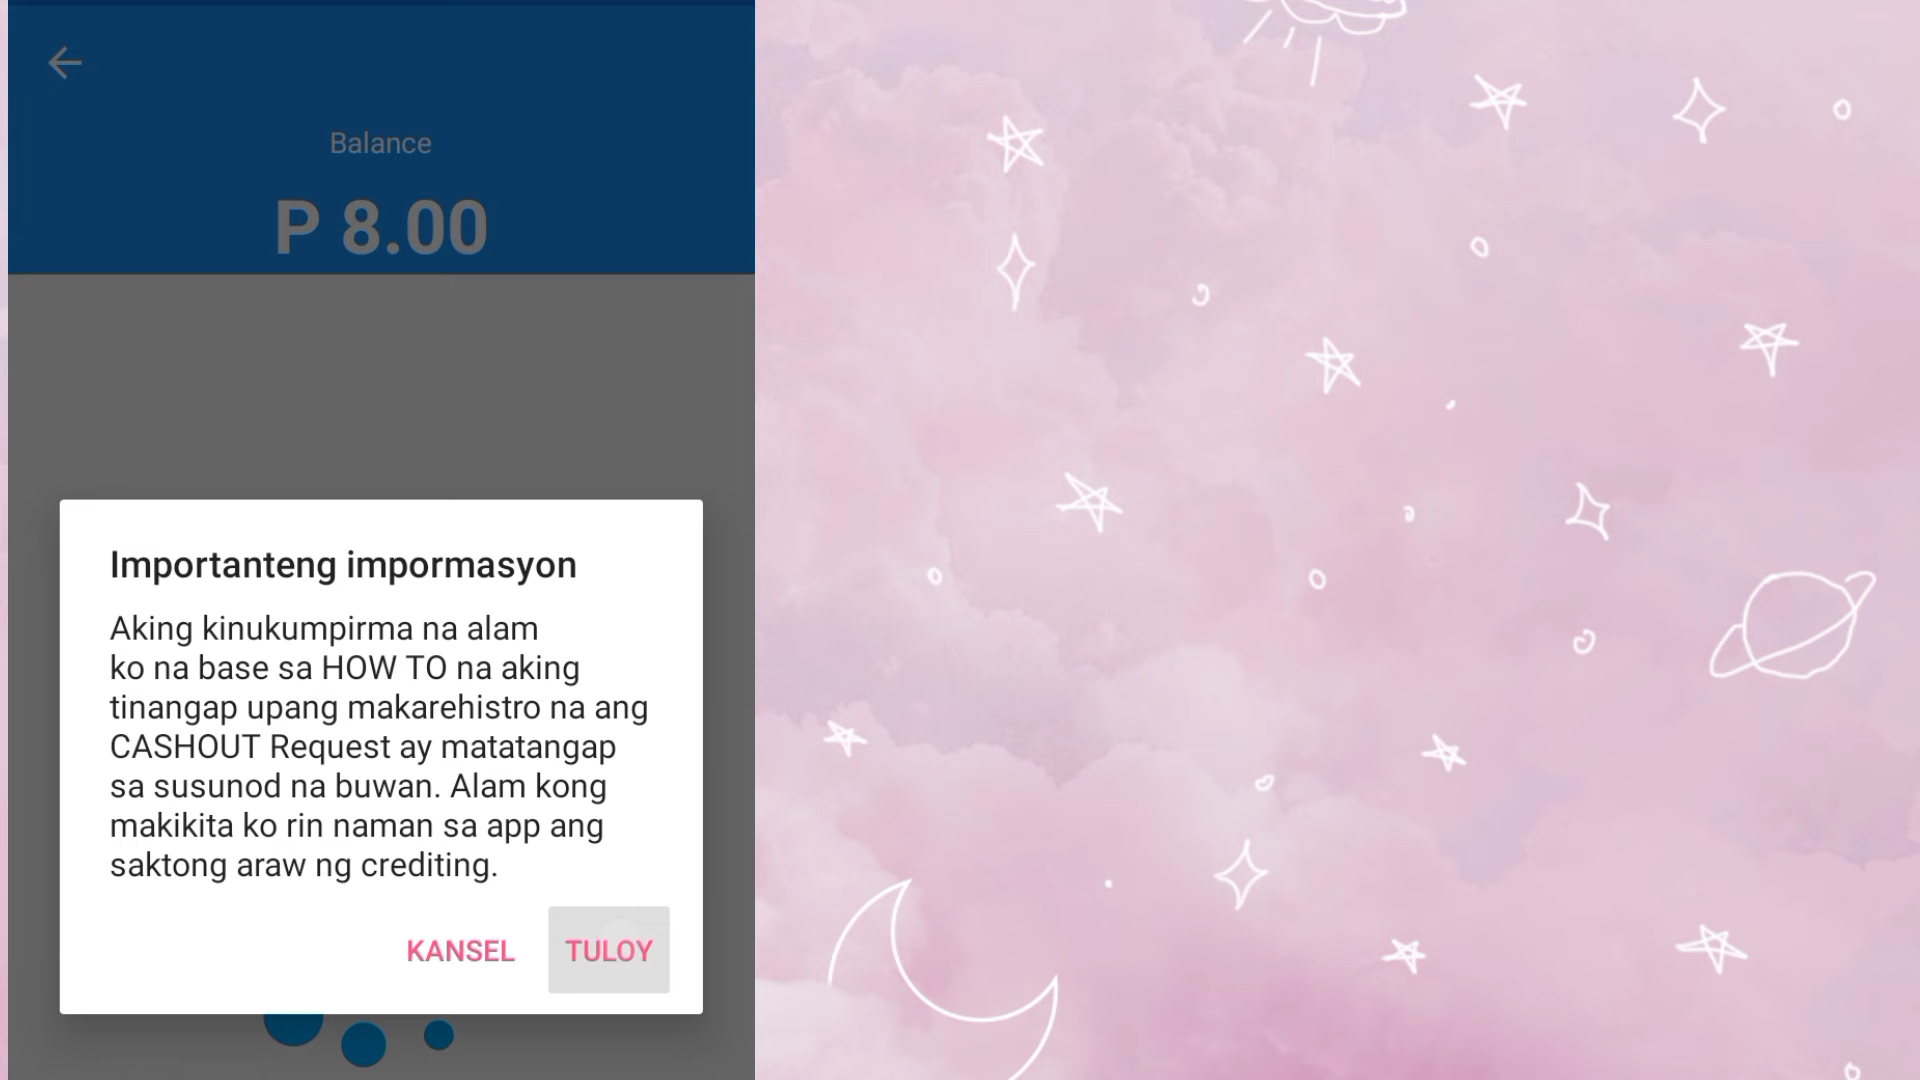 Balance
P 8.00
Importanteng impormasyon
Aking kinukumpirma na alam
ko na base sa HOW TO na aking
tinangap upang makarehistro na ang
CASHOUT Request ay matatangap
sa susunod na buwan. Alam kong
makikita ko rin naman sa app ang
saktong araw ng crediting.
KANSEL TULOY